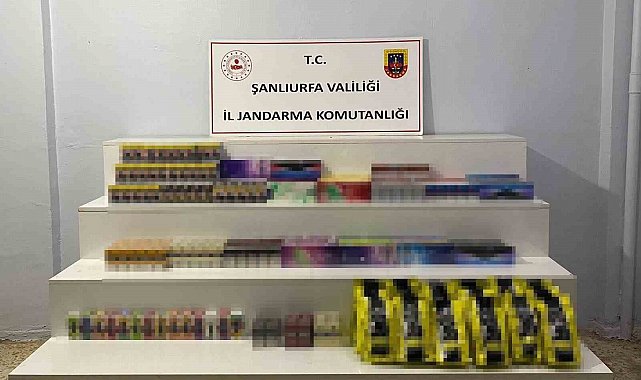 T.C.
ŞANLIURFA VALİLİĞİ
İL JANDARMA KOMUTANLIĞI